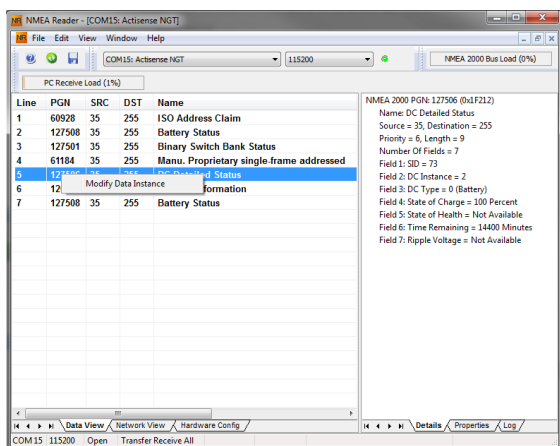 NMEA Reader - [COM15: Actisense NGT]
File Edit View Window Help
COM15: Actisense NGT 115200 NMEA 2000 Bus Load (0%)
PC Receive Load (1%)
Line PGN SRC DST Name
1 60928 35 255 ISO Address Claim
2 127508 35 255 Battery Status
3 127501 35 255 Binary Switch Bank Status
4 61184 35 255 Manu. Proprietary single-frame addressed
5 127506 35 255 DC Detailed Status
Modify Data Instance
6
7 127508 35 255 Battery Status
NMEA 2000 PGN: 127506 (0x1F212)
Name: DC Detailed Status
Source = 35, Destination = 255
Priority = 6, Length = 9
Number Of Fields = 7
Field 1: SID = 73
Field 2: DC Instance = 2
Field 3: DC Type = 0 (Battery)
Field 4: State of Charge = 100 Percent
Field 5: State of Health = Not Available
Field 6: Time Remaining = 14400 Minutes
Field 7: Ripple Voltage = Not Available
Data View Network View Hardware Config
Details Properties Log
COM 15 115200 Open Transfer Receive All